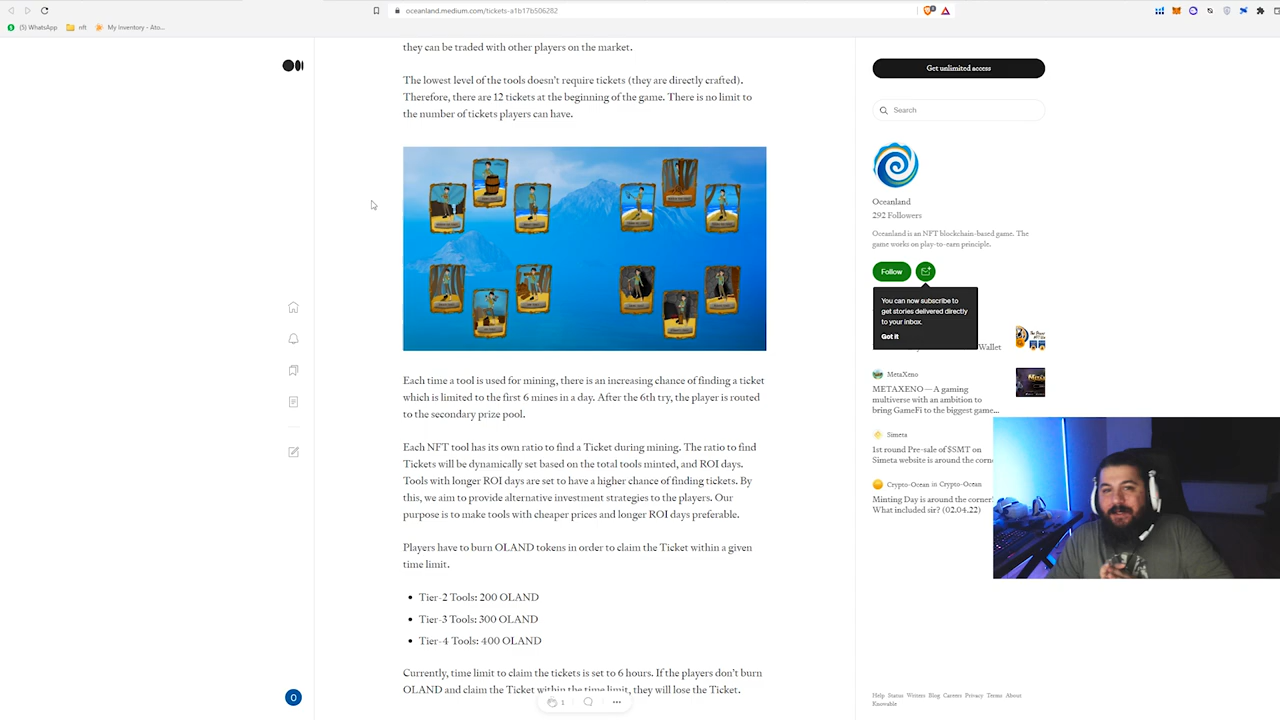 oceanland.medium.com/tickets-a1b17b506282
(5) WhatsApp
nft
My Inventory - Ato...
they can be traded with other players on the market.
The lowest level of the tools doesn't require tickets (they are directly crafted).
Therefore, there are 12 tickets at the beginning of the game. There is no limit to
the number of tickets players can have.
Each time a tool is used for mining, there is an increasing chance of finding a ticket
which is limited to the first 6 mines in a day. After the 6th try, the player is routed
to the secondary prize pool.
Each NFT tool has its own ratio to find a Ticket during mining. The ratio to find
Tickets will be dynamically set based on the total tools minted, and ROI days.
Tools with longer ROI days are set to have a higher chance of finding tickets. By
this, we aim to provide alternative investment strategies to the players. Our
purpose is to make tools with cheaper prices and longer ROI days preferable.
Players have to burn OLAND tokens in order to claim the Ticket within a given
time limit.
• Tier-2 Tools: 200 OLAND
• Tier-3 Tools: 300 OLAND
• Tier-4 Tools: 400 OLAND
Currently, time limit to claim the tickets is set to 6 hours. If the players don't burn
OLAND and claim the Ticket within the time limit, they will lose the Ticket.
1
O
Get unlimited access
Search
Oceanland
292 Followers
Oceanland is an NFT blockchain-based game. The
game works on play-to-earn principle.
Follow
You can now subscribe to
get stories delivered directly
to your inbox.
Got it
Wallet
MetaXeno
METAXENO — A gaming
multiverse with an ambition to
bring GameFi to the biggest game...
Simeta
1st round Pre-sale of $SMT on
Simeta website is around the corn
Crypto-Ocean in Crypto-Ocean
Minting Day is around the corner!
What included sir? (02.04.22)
Help Status Writers Blog Careers Privacy Terms About
Knowable